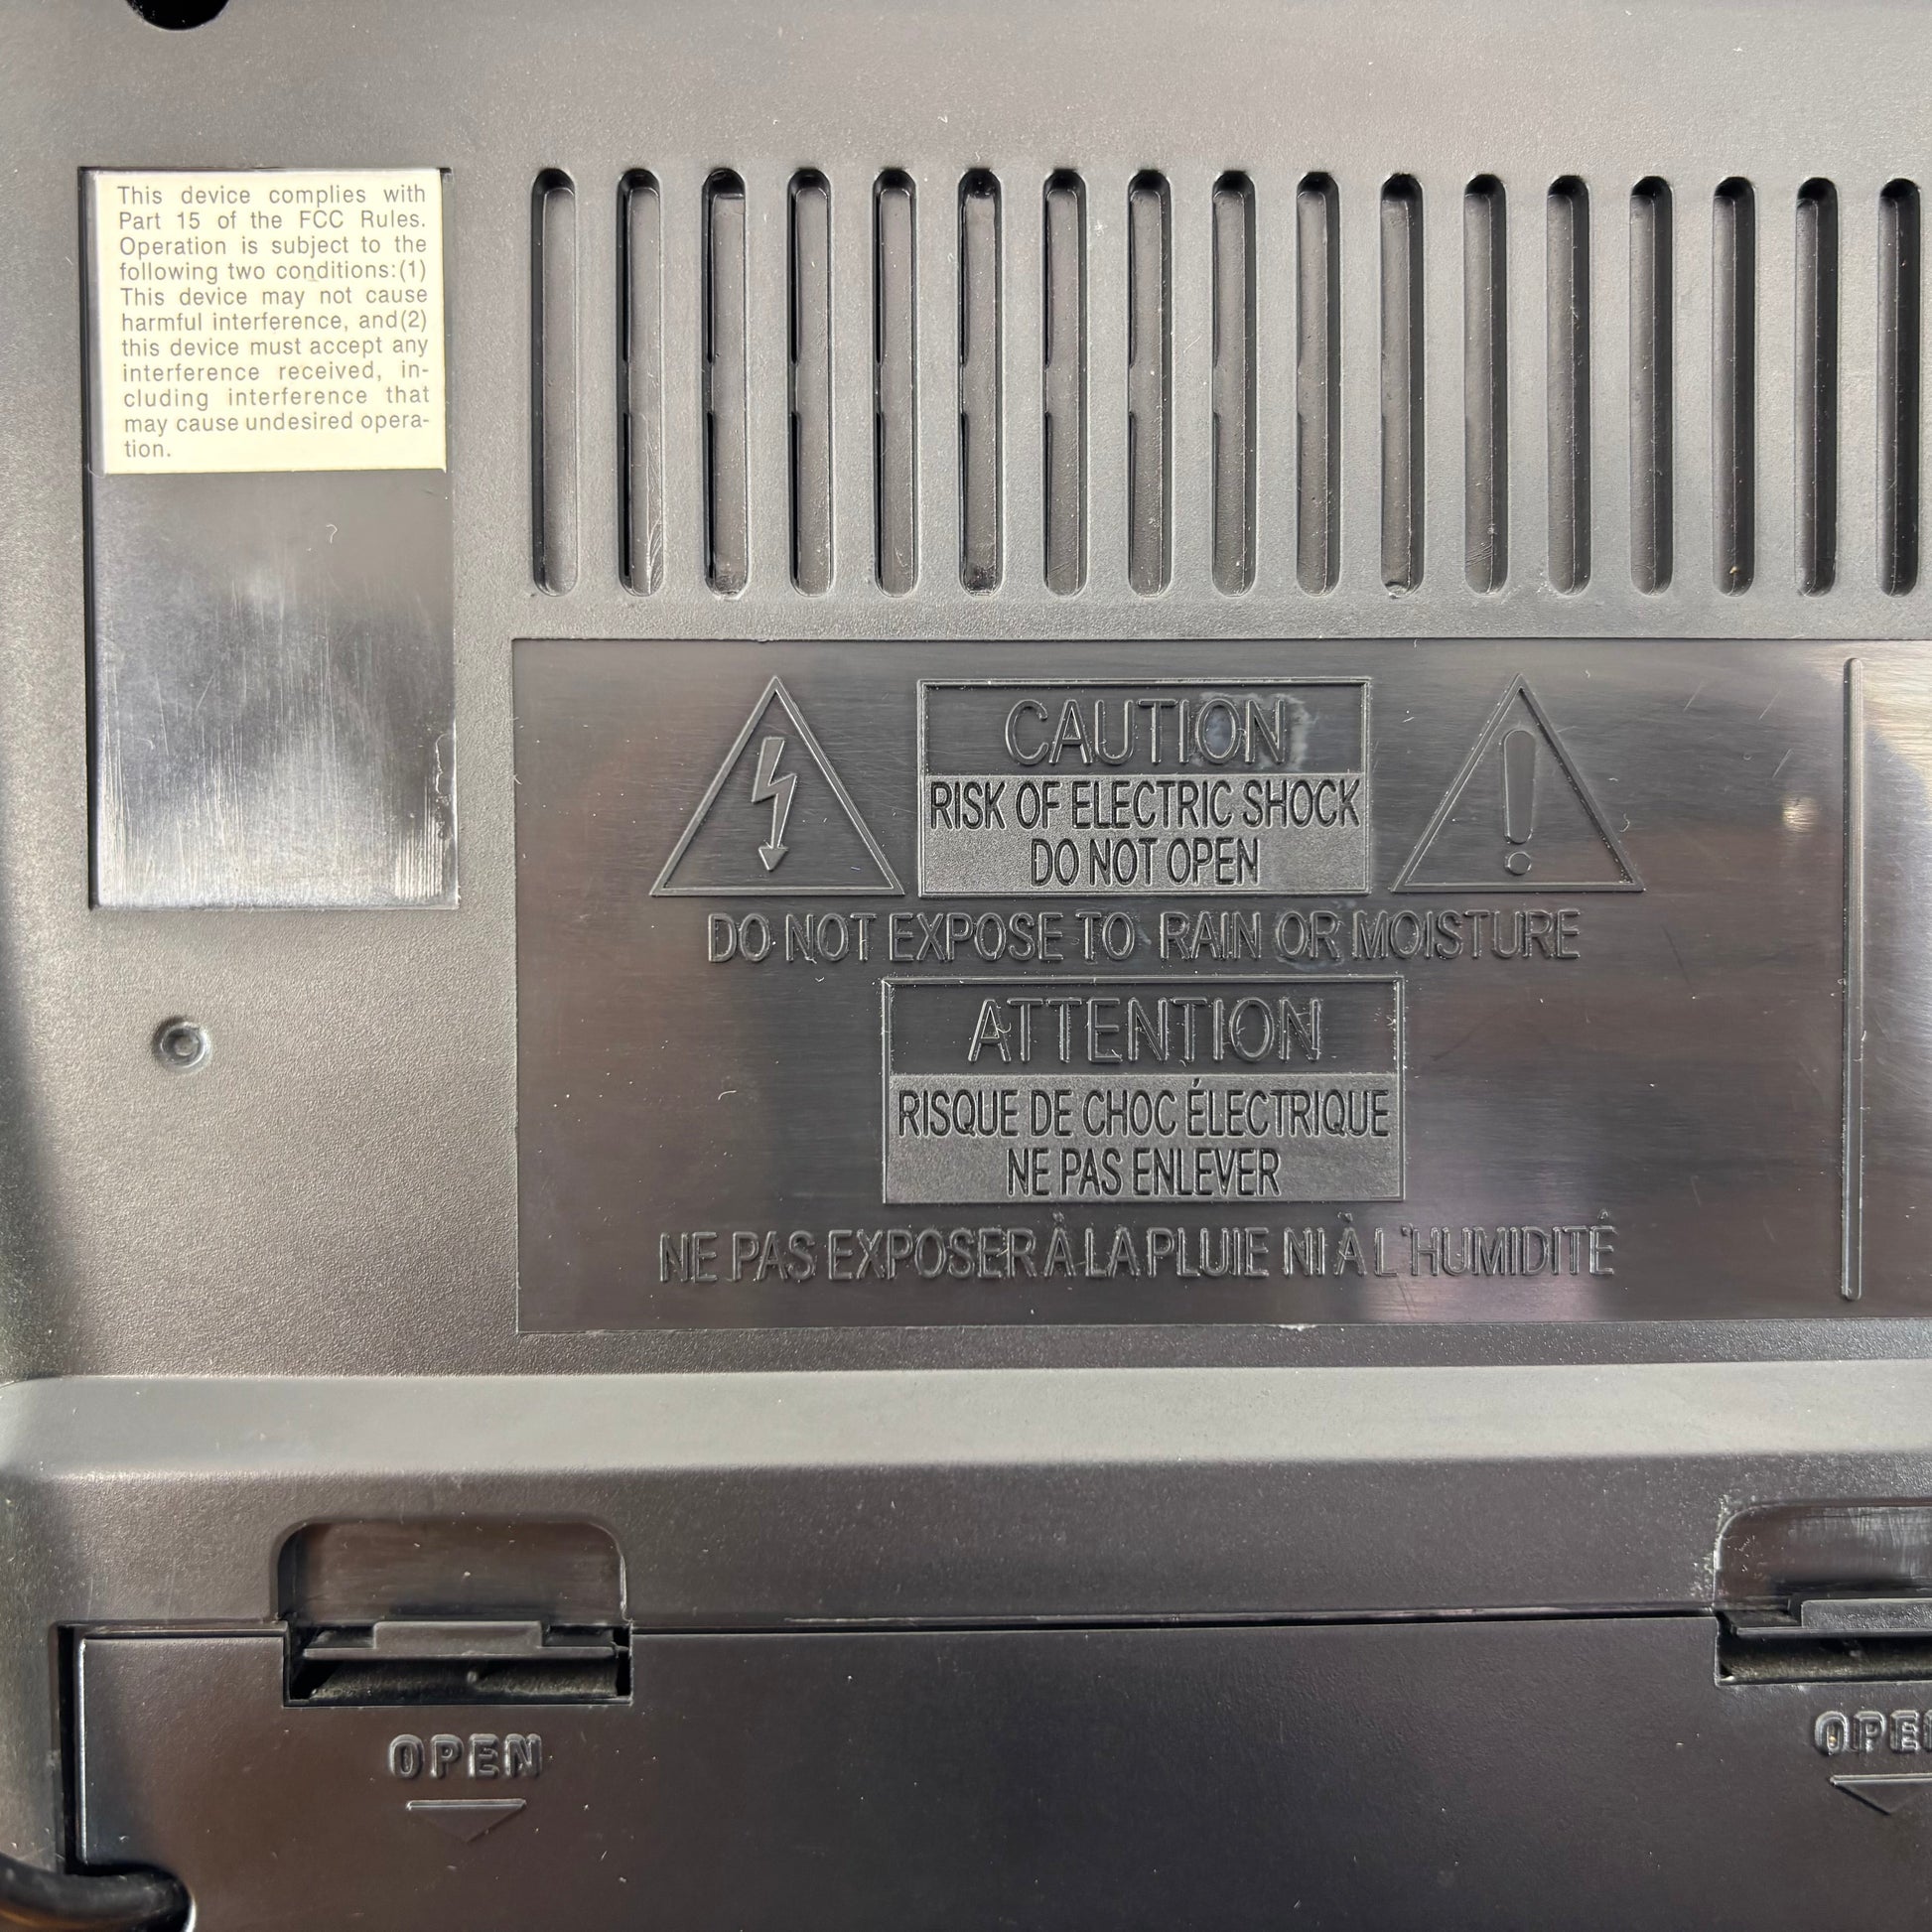 This device complies with
Part 15 of the FCC Rules.
Operation is subject to the
following two conditions:(1)
This device may not cause
harmful interference, and(2)
this device must accept any
interference received, in-
cluding interference that
may cause undesired opera-
tion.
CAUTION
RISK OF ELECTRIC SHOCK
DO NOT OPEN
DO NOT EXPOSE TO RAIN OR MOISTURE
ATTENTION
RISQUE DE CHOC ÉLECTRIQUE
NE PAS ENLEVER
NE PAS EXPOSER À LA PLUIE NI À L'HUMIDITÉ
OPEN
OPEN